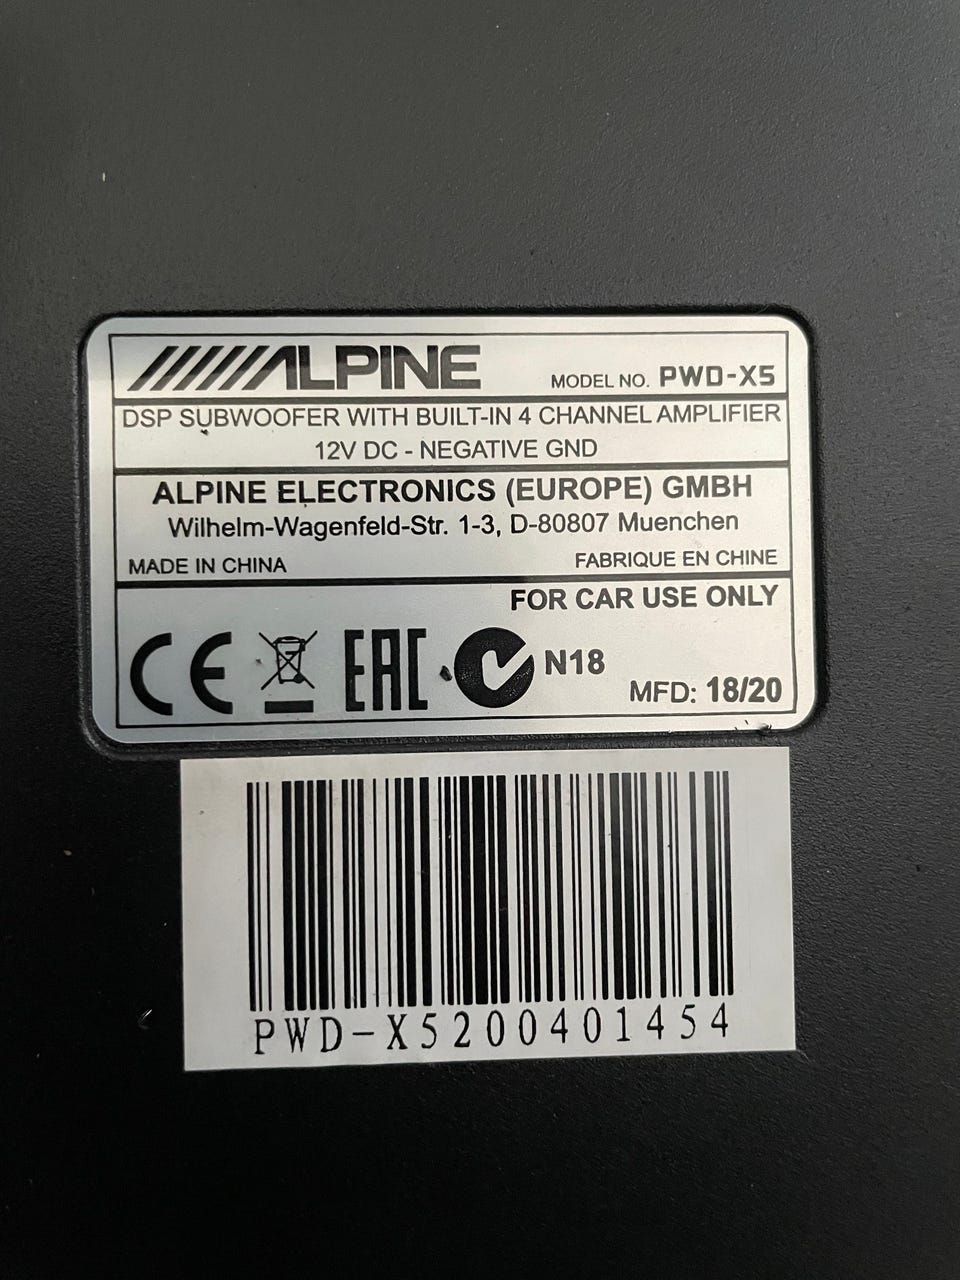 ALPINE MODEL NO. PWD-X5
DSP SUBWOOFER WITH BUILT-IN 4 CHANNEL AMPLIFIER
12V DC - NEGATIVE GND
ALPINE ELECTRONICS (EUROPE) GMBH
Wilhelm-Wagenfeld-Str. 1-3, D-80807 Muenchen
MADE IN CHINA FABRIQUE EN CHINE
FOR CAR USE ONLY
CE EAC N18
MFD: 18/20
PWD-X5200401454